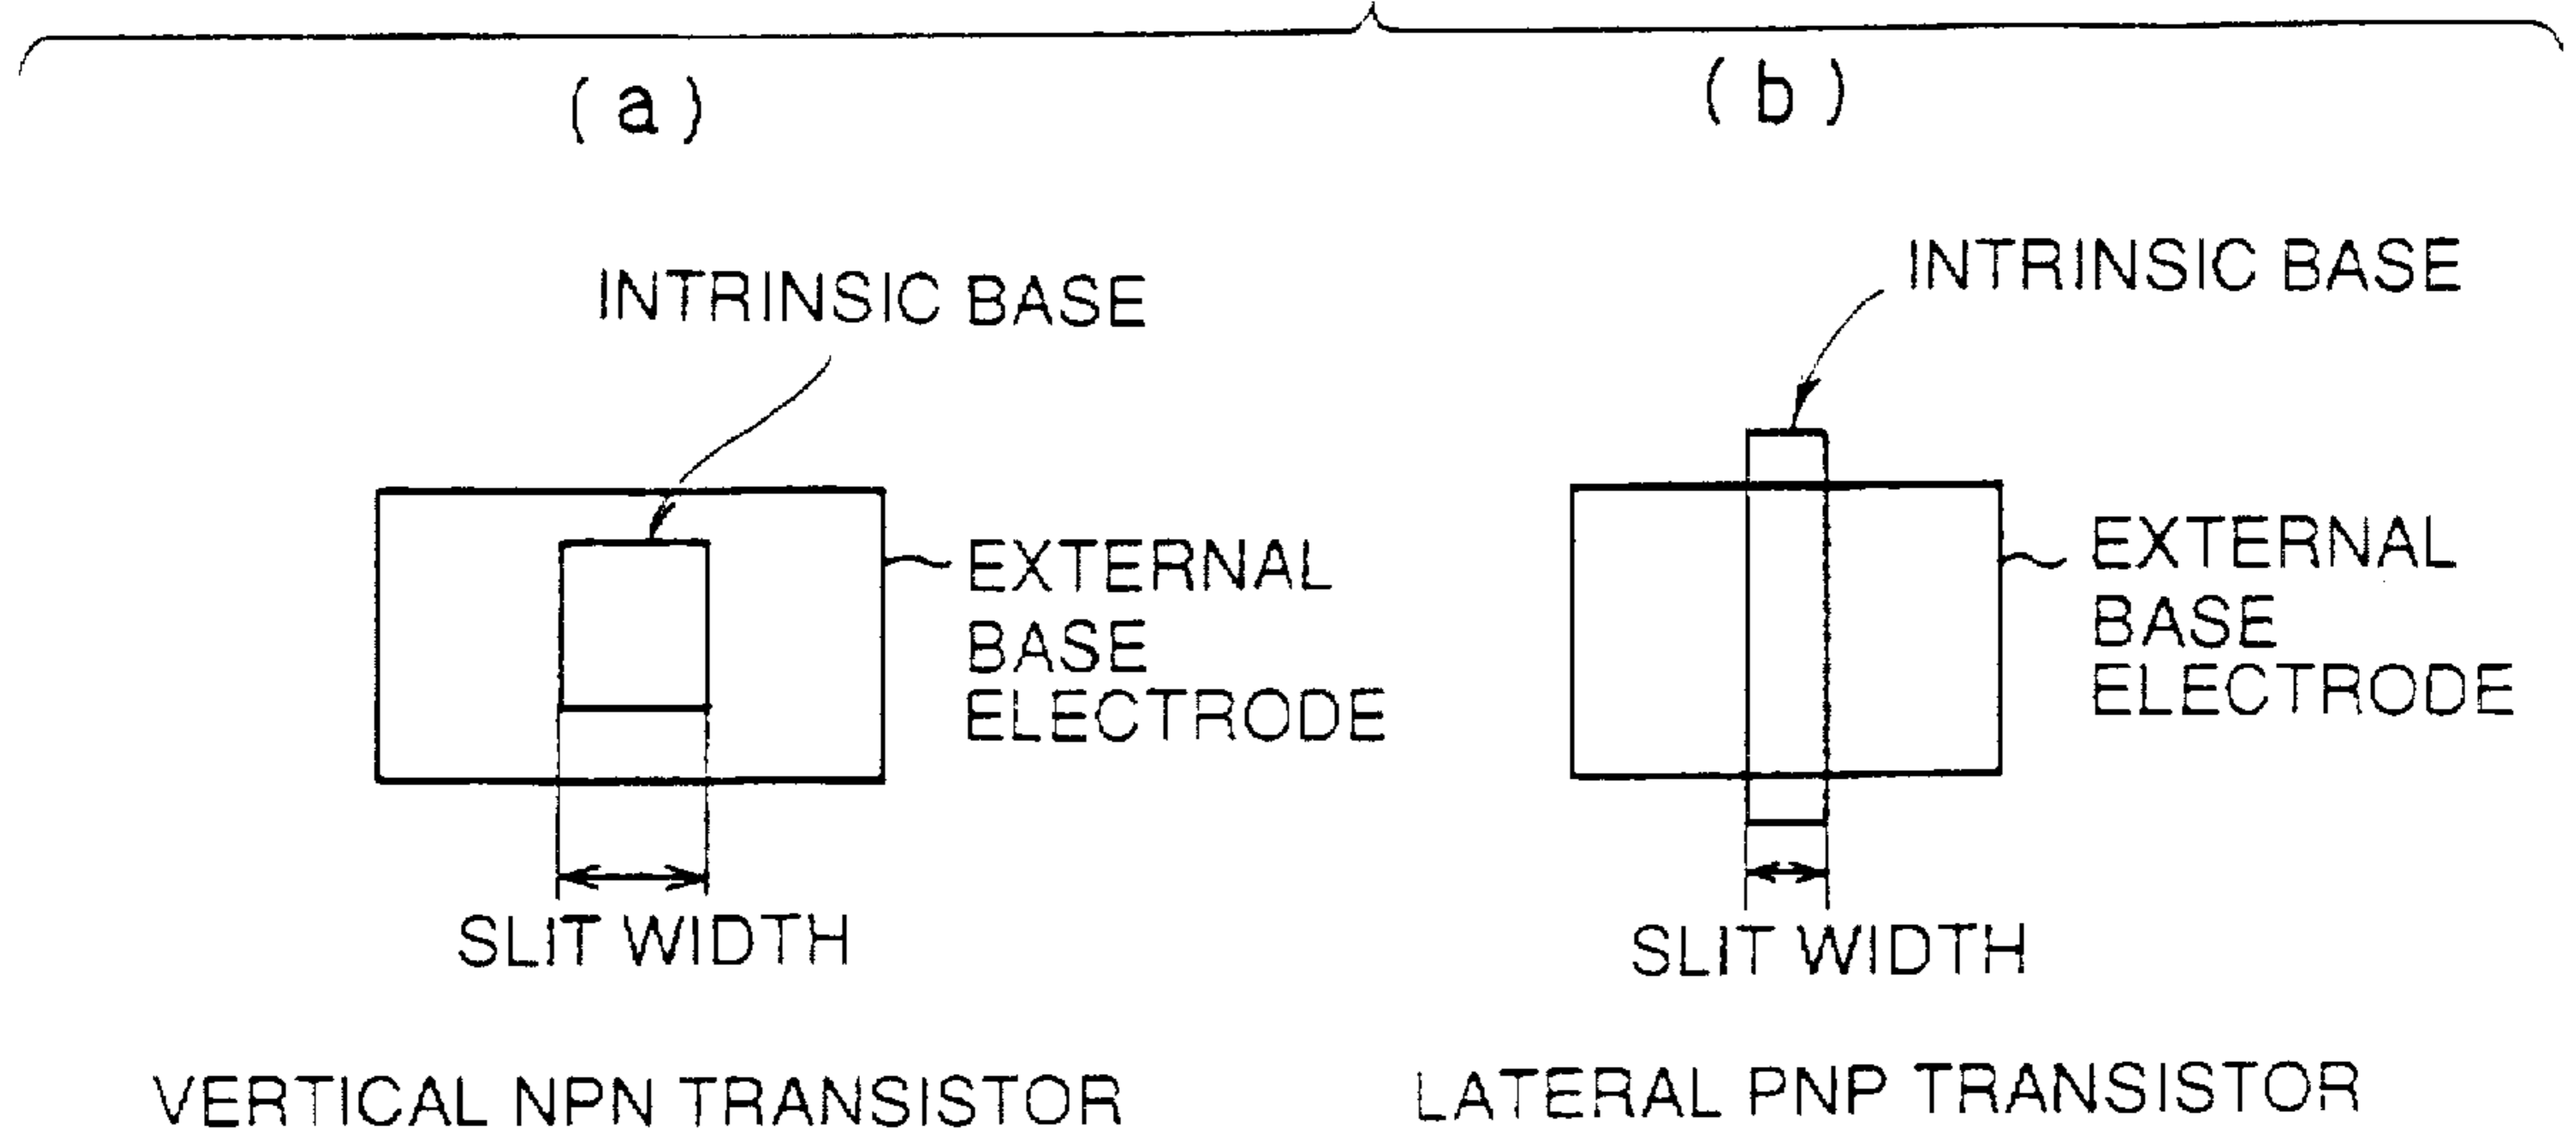 ( a )
INTRINSIC BASE
EXTERNAL
BASE
ELECTRODE
SLIT WIDTH
VERTICAL NPN TRANSISTOR
( b )
INTRINSIC BASE
EXTERNAL
BASE
ELECTRODE
SLIT WIDTH
LATERAL PNP TRANSISTOR